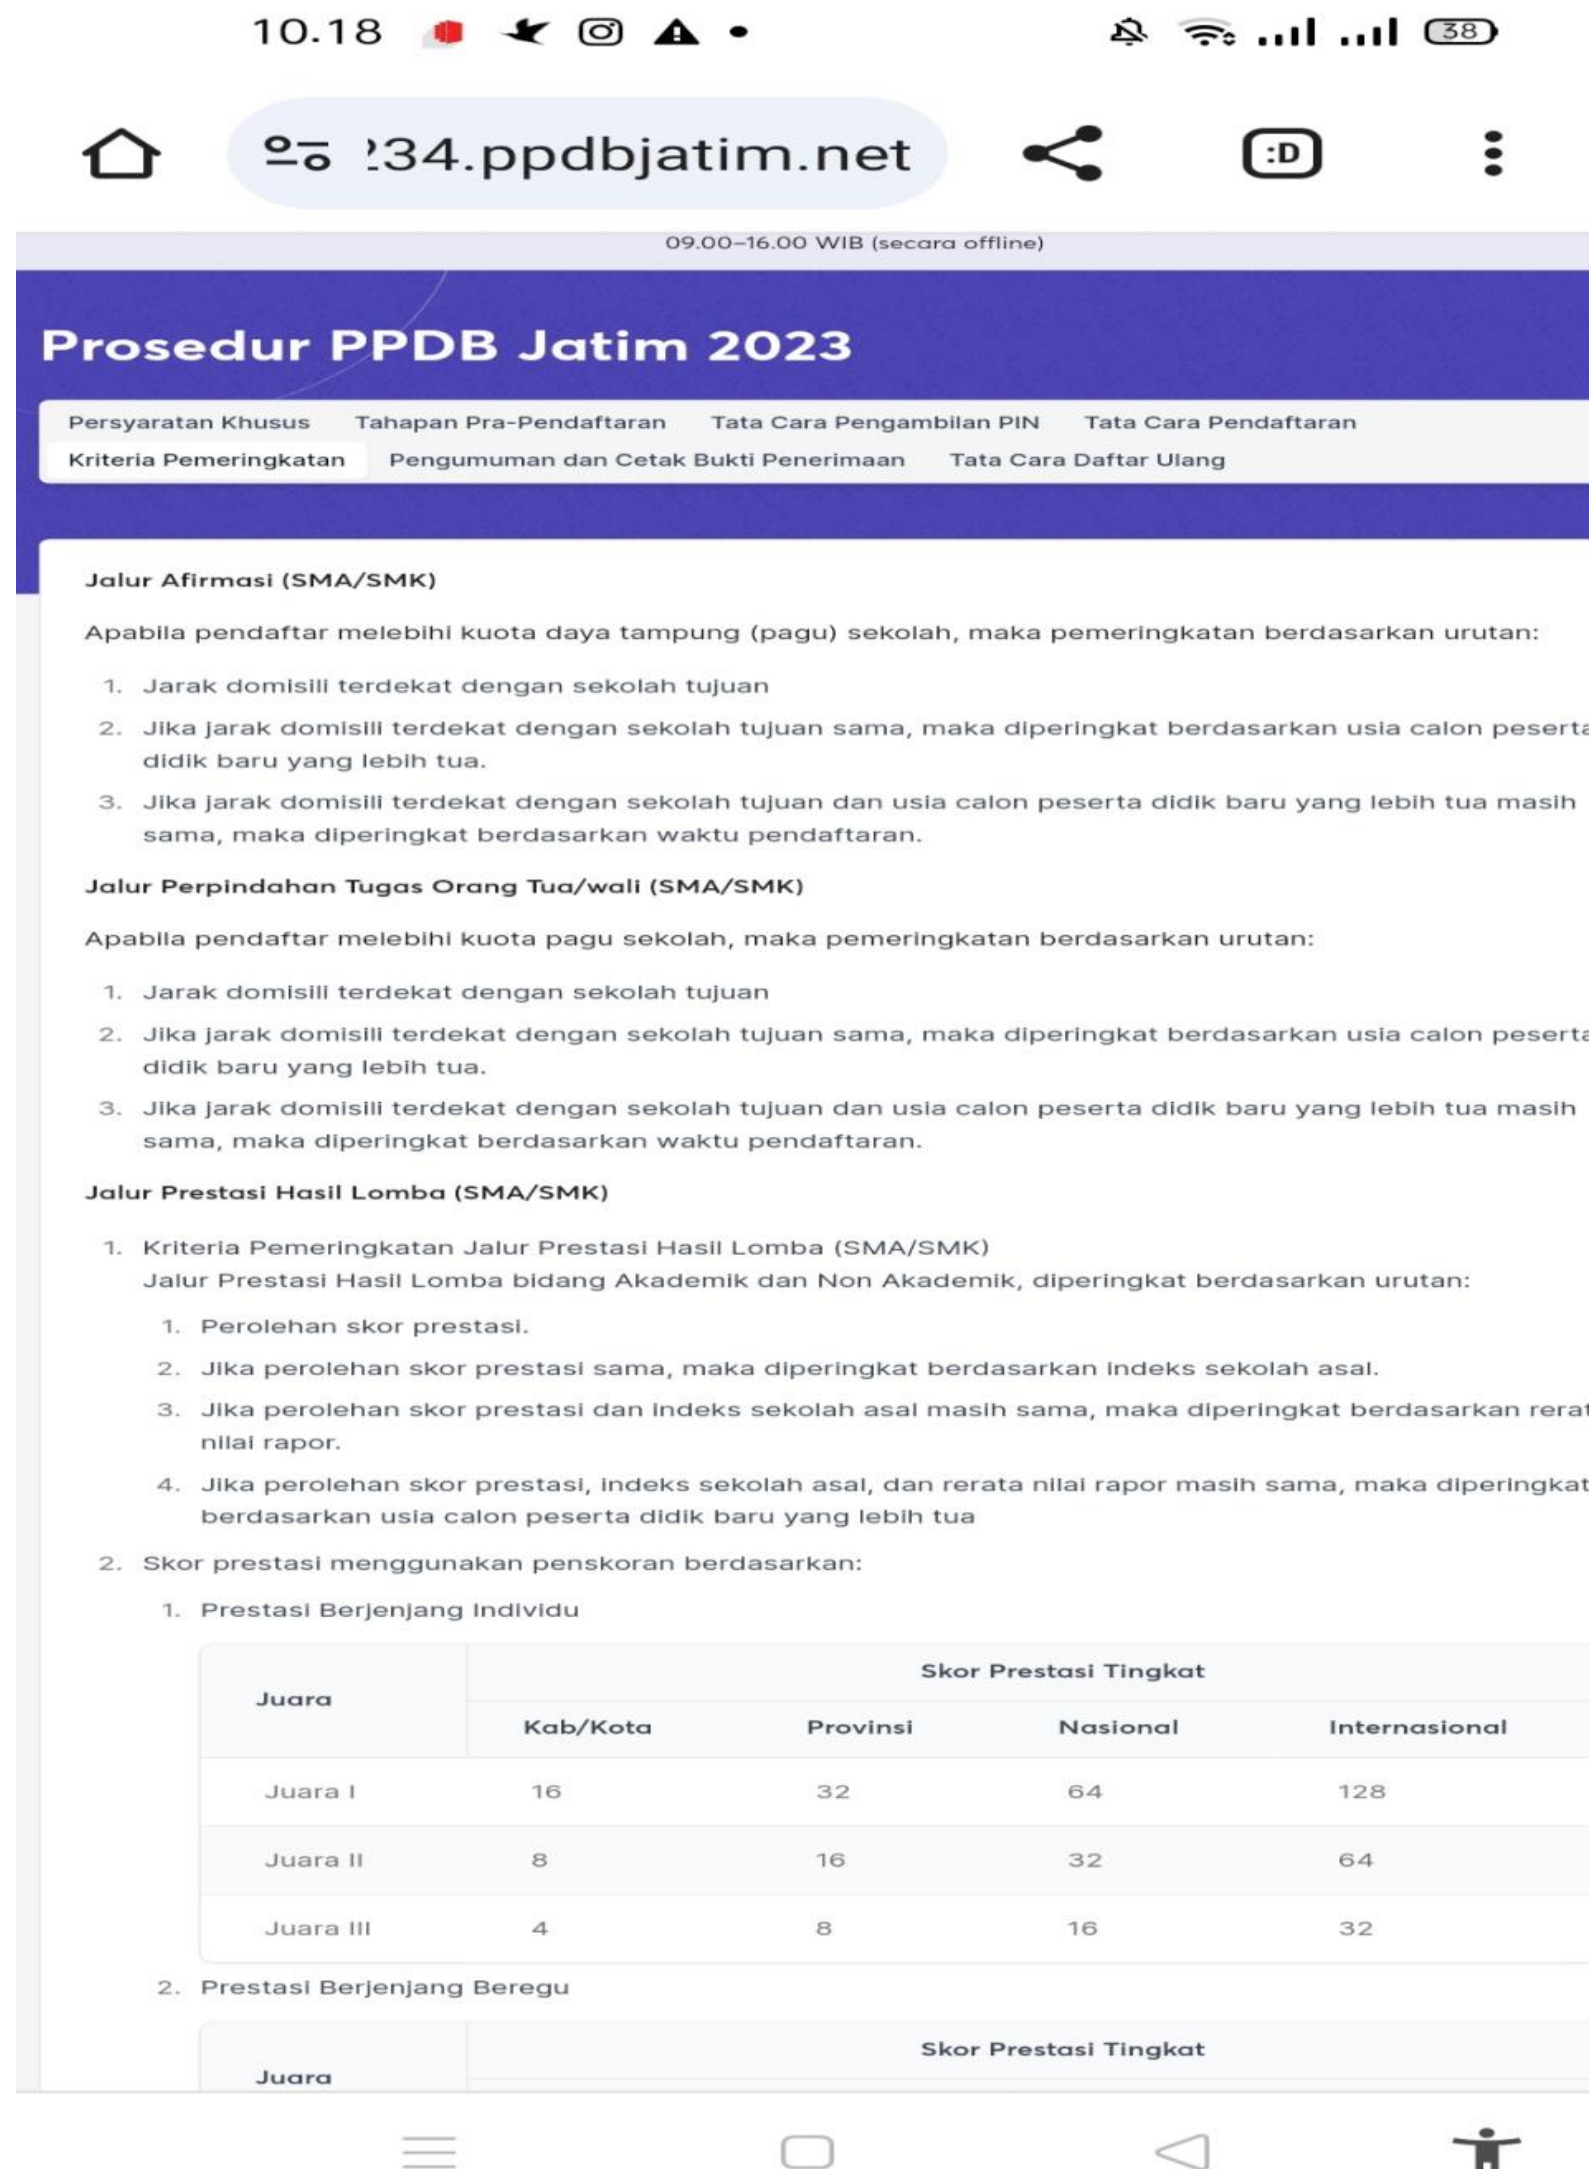 10.18
38
:D
234.ppdbjatim.net
09.00–16.00 WIB (secara offline)
Prosedur PPDB Jatim 2023
Persyaratan Khusus Tahapan Pra-Pendaftaran Tata Cara Pengambilan PIN Tata Cara Pendaftaran
Kriteria Pemeringkatan Pengumuman dan Cetak Bukti Penerimaan Tata Cara Daftar Ulang
Jalur Afirmasi (SMA/SMK)
Apabila pendaftar melebihi kuota daya tampung (pagu) sekolah, maka pemeringkatan berdasarkan urutan:
1. Jarak domisili terdekat dengan sekolah tujuan
2. Jika jarak domisili terdekat dengan sekolah tujuan sama, maka diperingkat berdasarkan usia calon peserta
didik baru yang lebih tua.
3. Jika jarak domisili terdekat dengan sekolah tujuan dan usia calon peserta didik baru yang lebih tua masih
sama, maka diperingkat berdasarkan waktu pendaftaran.
Jalur Perpindahan Tugas Orang Tua/wali (SMA/SMK)
Apabila pendaftar melebihi kuota pagu sekolah, maka pemeringkatan berdasarkan urutan:
1. Jarak domisili terdekat dengan sekolah tujuan
2. Jika jarak domisili terdekat dengan sekolah tujuan sama, maka diperingkat berdasarkan usia calon peserta
didik baru yang lebih tua.
3. Jika jarak domisili terdekat dengan sekolah tujuan dan usia calon peserta didik baru yang lebih tua masih
sama, maka diperingkat berdasarkan waktu pendaftaran.
Jalur Prestasi Hasil Lomba (SMA/SMK)
1. Kriteria Pemeringkatan Jalur Prestasi Hasil Lomba (SMA/SMK)
Jalur Prestasi Hasil Lomba bidang Akademik dan Non Akademik, diperingkat berdasarkan urutan:
1. Perolehan skor prestasi.
2. Jika perolehan skor prestasi sama, maka diperingkat berdasarkan indeks sekolah asal.
3. Jika perolehan skor prestasi dan indeks sekolah asal masih sama, maka diperingkat berdasarkan rerat
nilai rapor.
4. Jika perolehan skor prestasi, indeks sekolah asal, dan rerata nilai rapor masih sama, maka diperingkat
berdasarkan usia calon peserta didik baru yang lebih tua
2. Skor prestasi menggunakan penskoran berdasarkan:
1. Prestasi Berjenjang Individu
Juara Skor Prestasi Tingkat
Kab/Kota Provinsi Nasional Internasional
Juara I 16 32 64 128
Juara II 8 16 32 64
Juara III 4 8 16 32
2. Prestasi Berjenjang Beregu
Skor Prestasi Tingkat
Juara